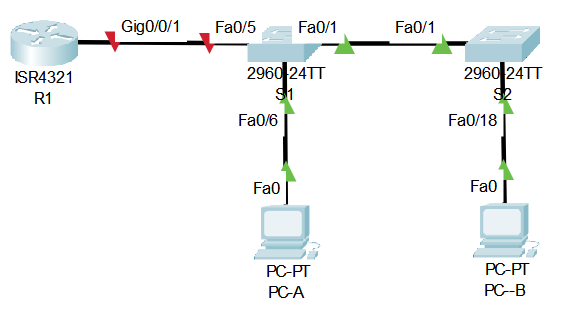 Gig0/0/1 Fa0/5 Fa0/1 Fa0/1
ISR4321 2960-24TT 2960-24TT
R1 S1 S2
Fa0/6 Fa0/18
Fa0 Fa0
PC-PT PC-PT
PC-A PC--B